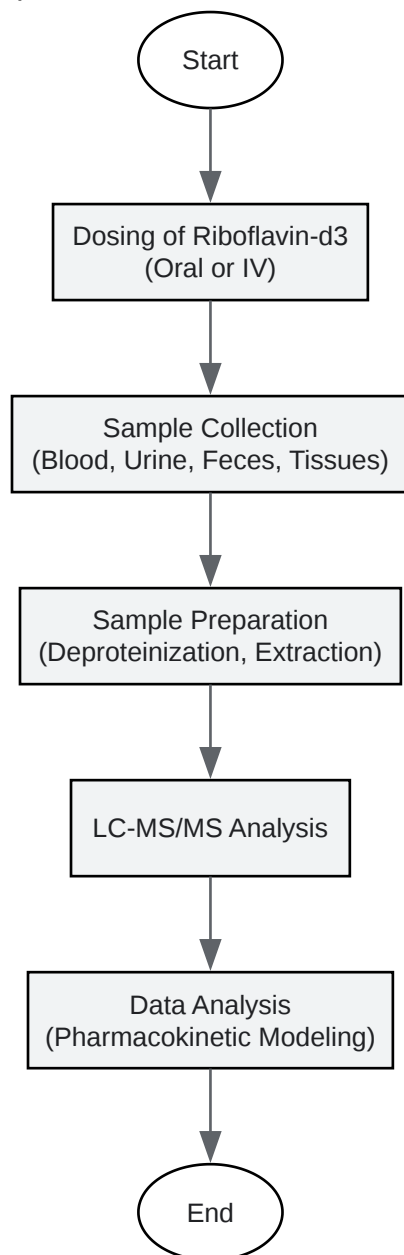 Start
Dosing of Riboflavin-d3
(Oral or IV)
Sample Collection
(Blood, Urine, Feces, Tissues)
Sample Preparation
(Deproteinization, Extraction)
LC-MS/MS Analysis
Data Analysis
(Pharmacokinetic Modeling)
End